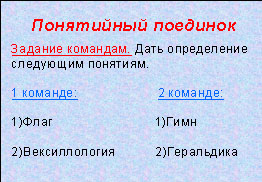 Понятийный поединок
Задание командам. Дать определение
следующим понятиям.
1 команде: 2 команде:
1)Флаг 1)Гимн
2)Вексиллология 2)Геральдика